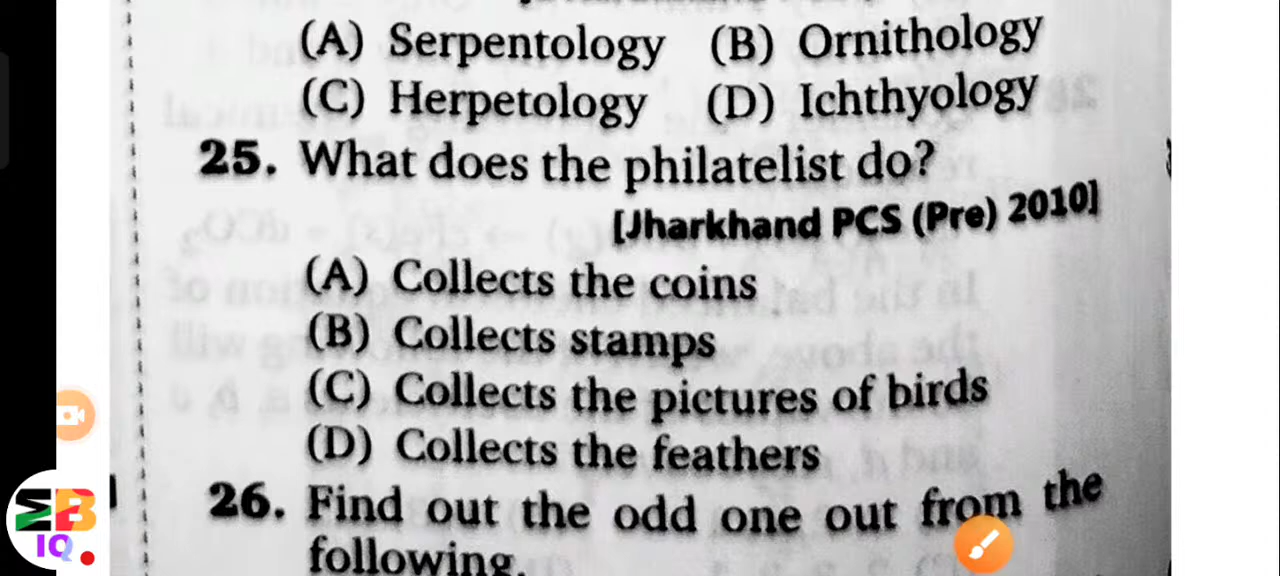 (A) Serpentology (B) Ornithology
(C) Herpetology (D) Ichthyology
25. What does the philatelist do?
[Jharkhand PCS (Pre) 2010]
(A) Collects the coins
(B) Collects stamps
(C) Collects the pictures of birds
(D) Collects the feathers
26. Find out the odd one out from the
following.
IQ